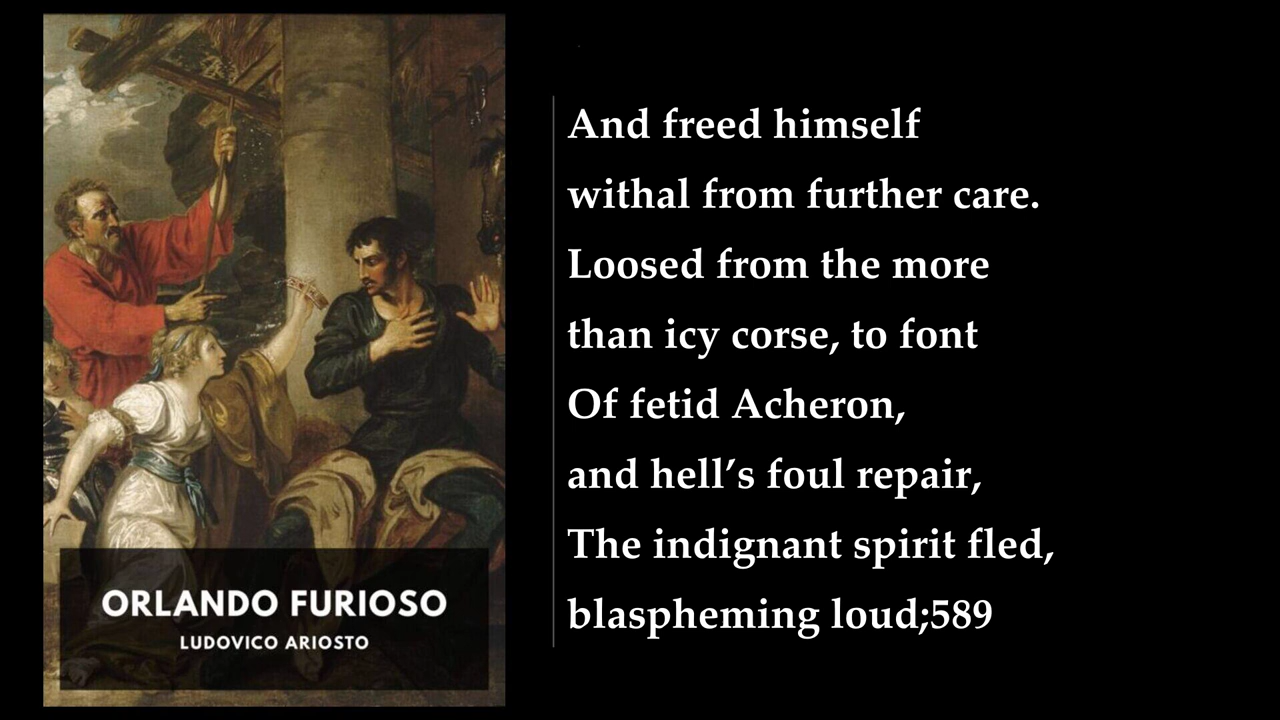 ORLANDO FURIOSO
LUDOVICO ARIOSTO
And freed himself
withal from further care.
Loosed from the more
than icy corse, to font
Of fetid Acheron,
and hell’s foul repair,
The indignant spirit fled,
blaspheming loud;589